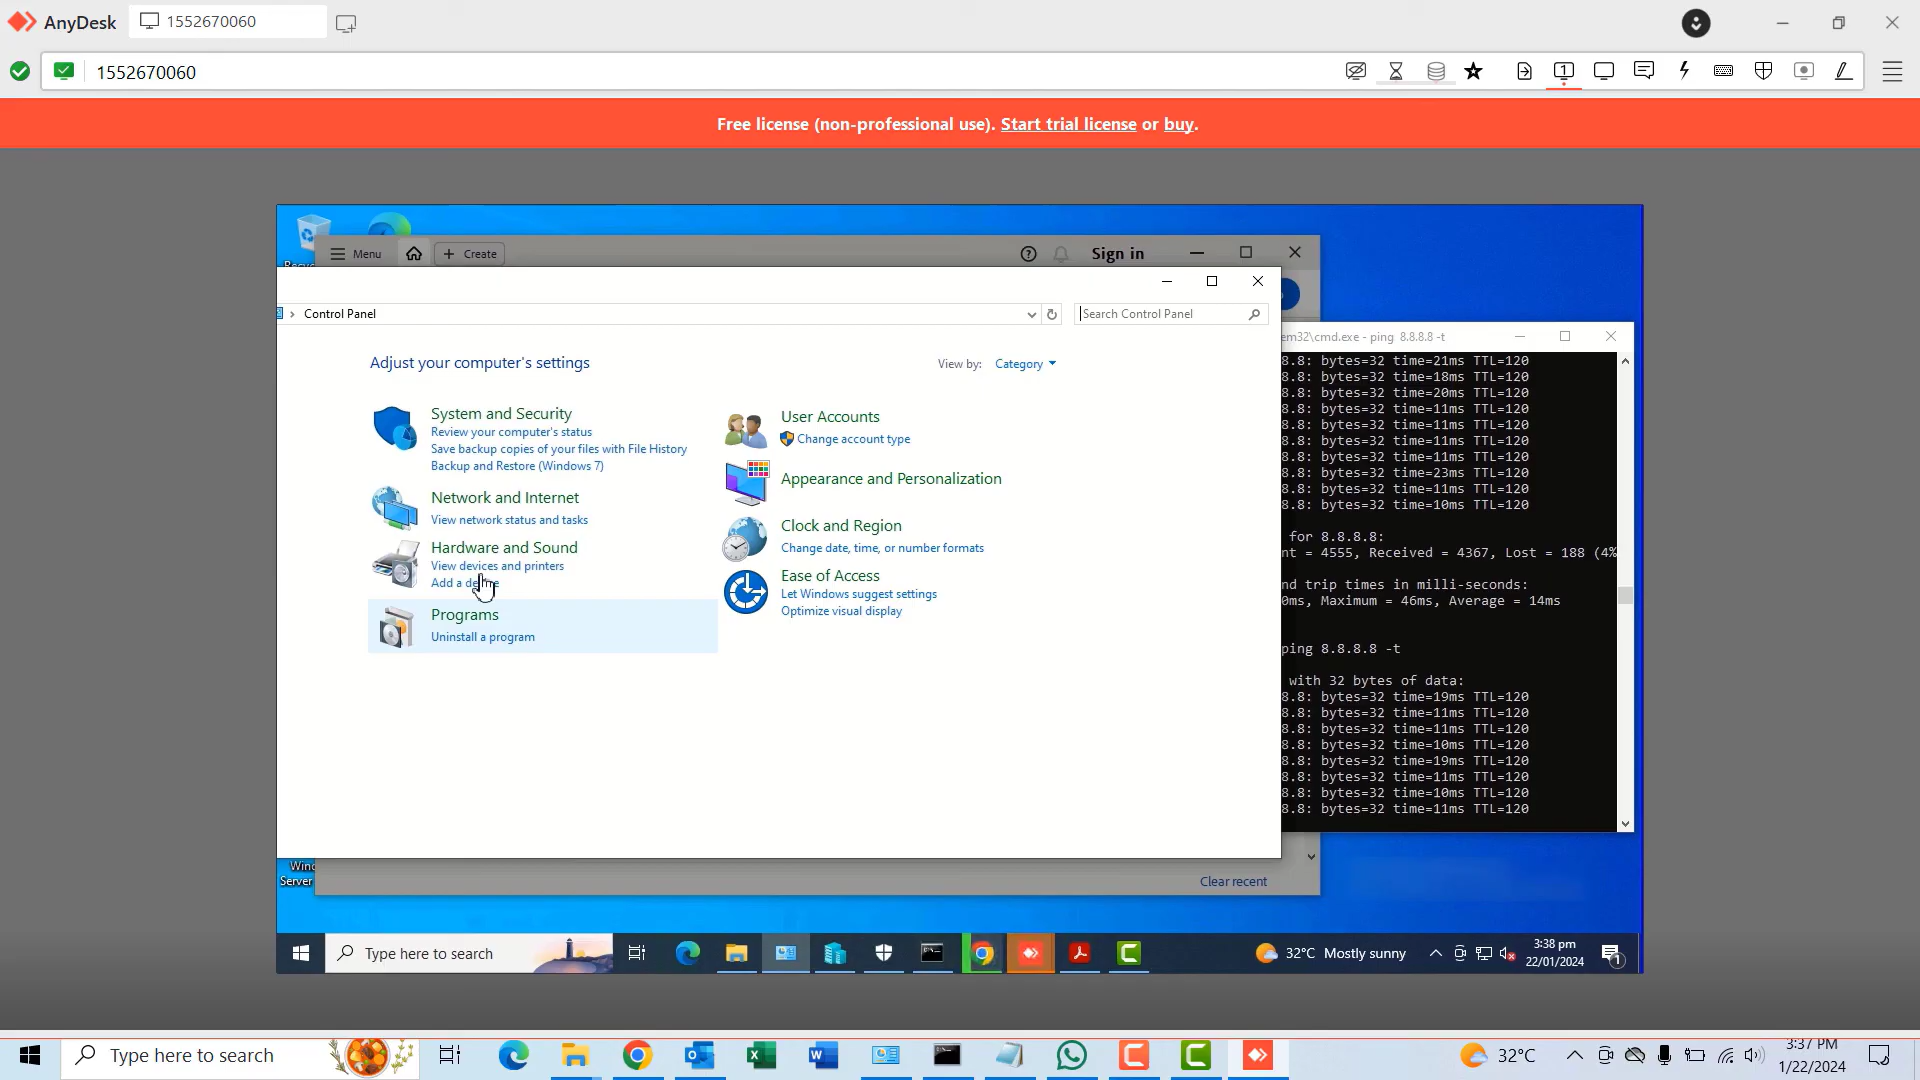 AnyDesk
1552670060
1552670060
1
Free license (non-professional use). Start trial license or buy.
Menu
Create
Sign in
Control Panel
Search Control Panel
em32\cmd.exe - ping 8.8.8.8 -t
Adjust your computer's settings
View by: Category
System and Security
Review your computer's status
Save backup copies of your files with File History
Backup and Restore (Windows 7)
Network and Internet
View network status and tasks
Hardware and Sound
View devices and printers
Add a
Programs
Uninstall a program
User Accounts
Change account type
Appearance and Personalization
Clock and Region
Change date, time, or number formats
Ease of Access
Let Windows suggest settings
Optimize visual display
8.8: bytes=32 time=21ms TTL=120
8.8: bytes=32 time=18ms TTL=120
8.8: bytes=32 time=20ms TTL=120
8.8: bytes=32 time=11ms TTL=120
8.8: bytes=32 time=11ms TTL=120
8.8: bytes=32 time=11ms TTL=120
8.8: bytes=32 time=11ms TTL=120
8.8: bytes=32 time=23ms TTL=120
8.8: bytes=32 time=11ms TTL=120
8.8: bytes=32 time=10ms TTL=120
for 8.8.8.8:
nt = 4555, Received = 4367, Lost = 188 (4%
nd trip times in milli-seconds:
0ms, Maximum = 46ms, Average = 14ms
ping 8.8.8.8 -t
with 32 bytes of data:
8.8: bytes=32 time=19ms TTL=120
8.8: bytes=32 time=11ms TTL=120
8.8: bytes=32 time=11ms TTL=120
8.8: bytes=32 time=10ms TTL=120
8.8: bytes=32 time=19ms TTL=120
8.8: bytes=32 time=11ms TTL=120
8.8: bytes=32 time=10ms TTL=120
8.8: bytes=32 time=11ms TTL=120
Wind
Server
Clear recent
Type here to search
32°C Mostly sunny
3:38 pm
22/01/2024
1
Type here to search
32°C
3:37 PM
1/22/2024